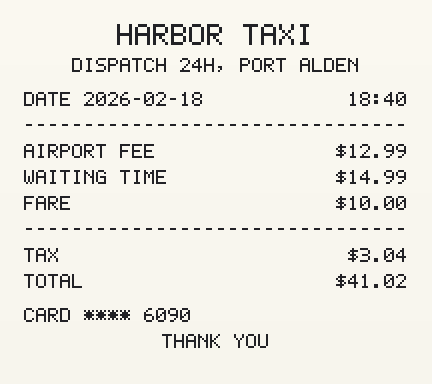 HARBOR TAXI
DISPATCH 24H, PORT ALDEN
DATE 2026-02-18 18:40
--------------------------------
AIRPORT FEE $12.99
WAITING TIME $14.99
FARE $10.00
--------------------------------
TAX $3.04
TOTAL $41.02
CARD **** 6090
THANK YOU